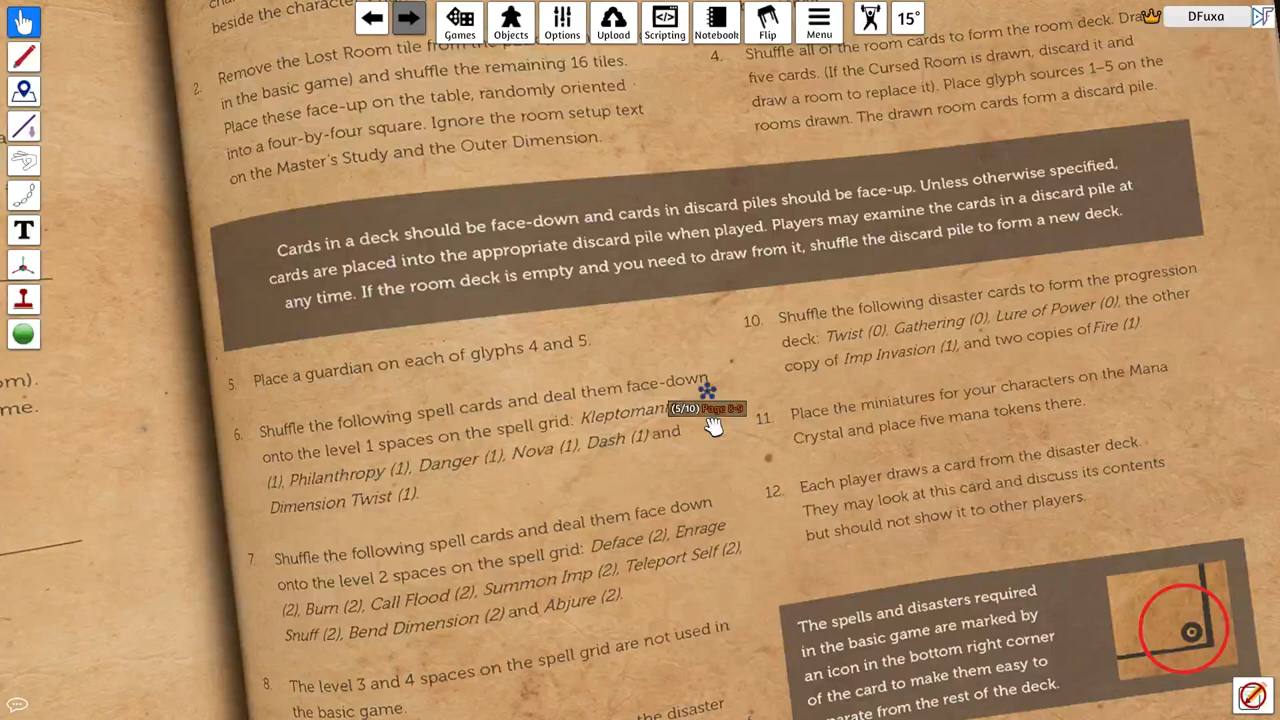 Games
Objects
Options
Upload
Scripting
Notebook
Flip
Menu
15°
DFuxa
beside the character
2. Remove the Lost Room tile from the
in the basic game) and shuffle the remaining 16 tiles.
Place these face-up on the table, randomly oriented
into a four-by-four square. Ignore the room setup text
on the Master's Study and the Outer Dimension.
4. Shuffle all of the room cards to form the room deck. Draw
five cards. (If the Cursed Room is drawn, discard it and
draw a room to replace it). Place glyph sources 1–5 on the
rooms drawn. The drawn room cards form a discard pile.
Cards in a deck should be face-down and cards in discard piles should be face-up. Unless otherwise specified,
cards are placed into the appropriate discard pile when played. Players may examine the cards in a discard pile at
any time. If the room deck is empty and you need to draw from it, shuffle the discard pile to form a new deck.
om).
me.
5. Place a guardian on each of glyphs 4 and 5.
6. Shuffle the following spell cards and deal them face-down
onto the level 1 spaces on the spell grid: Kleptoman
(1), Philanthropy (1), Danger (1), Nova (1), Dash (1) and
Dimension Twist (1).
(5/10) Page 8-9
7. Shuffle the following spell cards and deal them face down
onto the level 2 spaces on the spell grid: Deface (2), Enrage
(2), Burn (2), Call Flood (2), Summon Imp (2), Teleport Self (2),
Snuff (2), Bend Dimension (2) and Abjure (2).
8. The level 3 and 4 spaces on the spell grid are not used in
the basic game.
the disaster
10. Shuffle the following disaster cards to form the progression
deck: Twist (0), Gathering (0), Lure of Power (0), the other
copy of Imp Invasion (1), and two copies of Fire (1).
11. Place the miniatures for your characters on the Mana
Crystal and place five mana tokens there.
12. Each player draws a card from the disaster deck.
They may look at this card and discuss its contents
but should not show it to other players.
The spells and disasters required
in the basic game are marked by
an icon in the bottom right corner
of the card to make them easy to
parate from the rest of the deck.